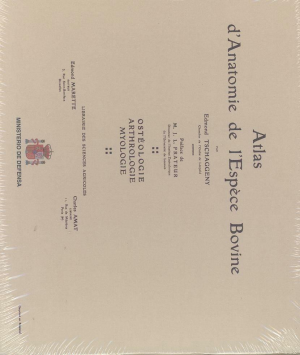 Atlas
d'Anatomie de l'Espèce Bovine
Edmond TSCHAGGENY
Préface de
M. J. L. FRATEUR
OSTÉOLOGIE
ARTHROLOGIE
MYOLOGIE
LIBRAIRIE DES SCIENCES AGRICOLES
Edmond MARETTE
Charles AMAT
MINISTERIO DE DEFENSA